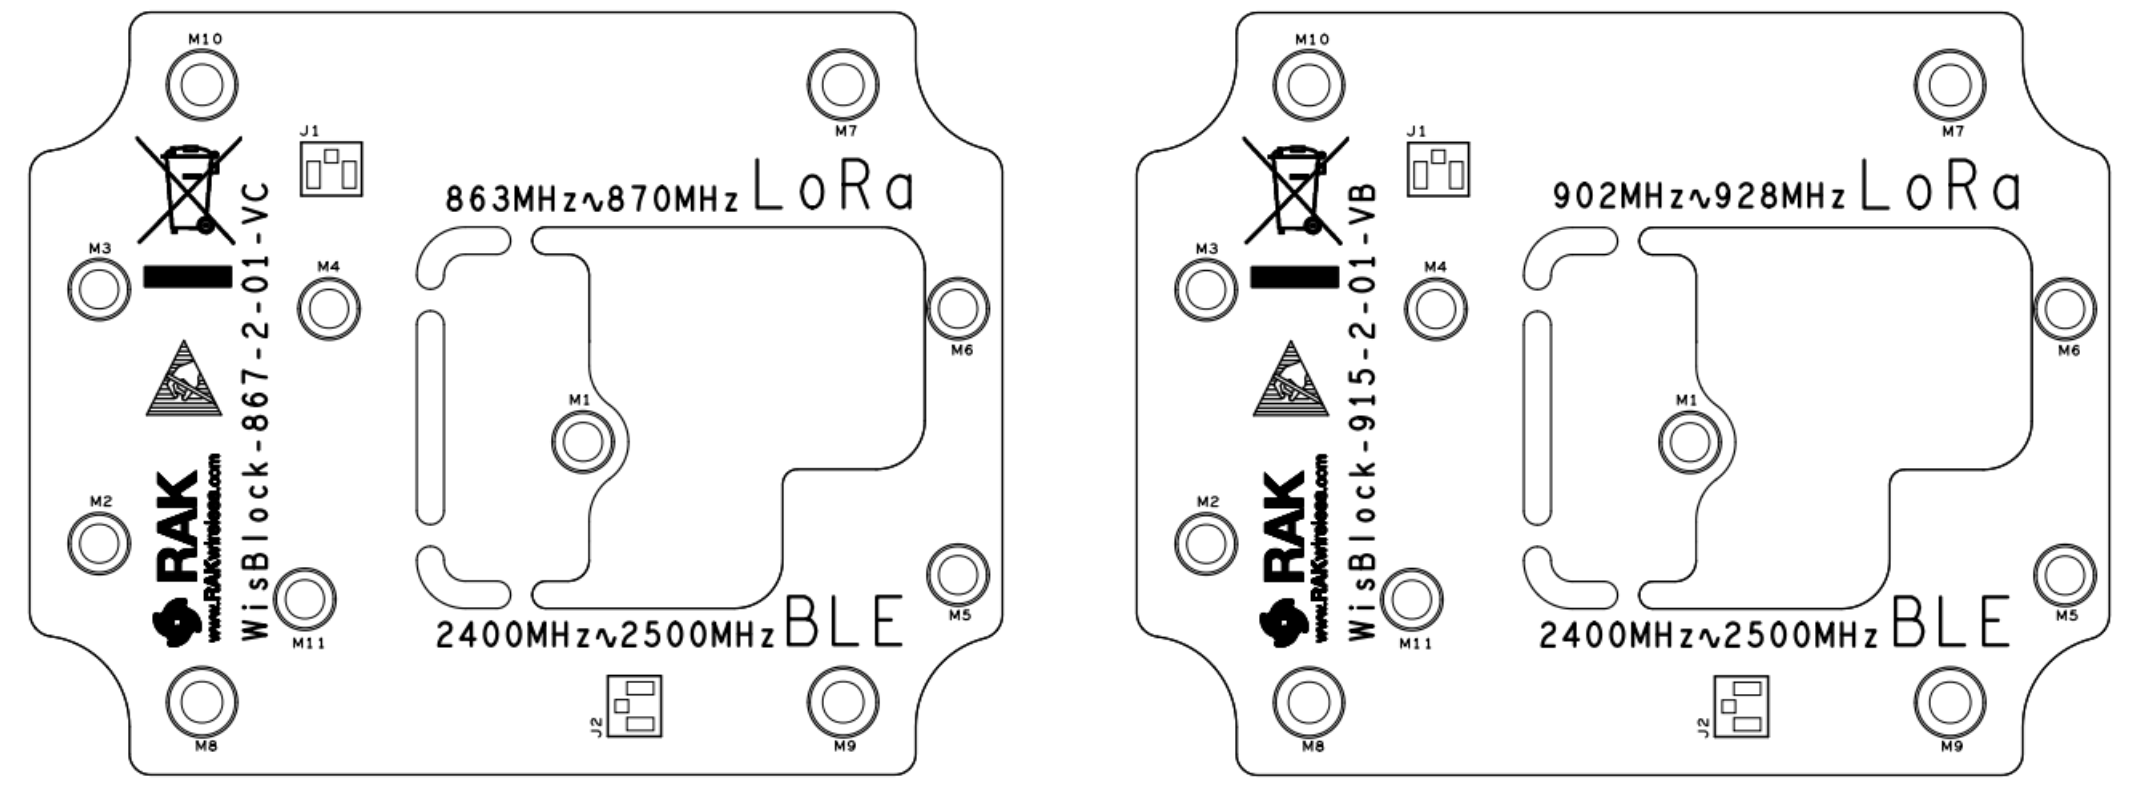 M10
M7
J1
863MHz~870MHz LoRa
M3
M4
M6
M1
M2
M11
M5
WisBlock-867-2-01-VC
RAK
www.RAKwireless.com
2400MHz~2500MHz BLE
J2
M8
M9
M10
M7
J1
902MHz~928MHz LoRa
M3
M4
M6
M1
M2
M11
M5
WisBlock-915-2-01-VB
RAK
www.RAKwireless.com
2400MHz~2500MHz BLE
J2
M8
M9